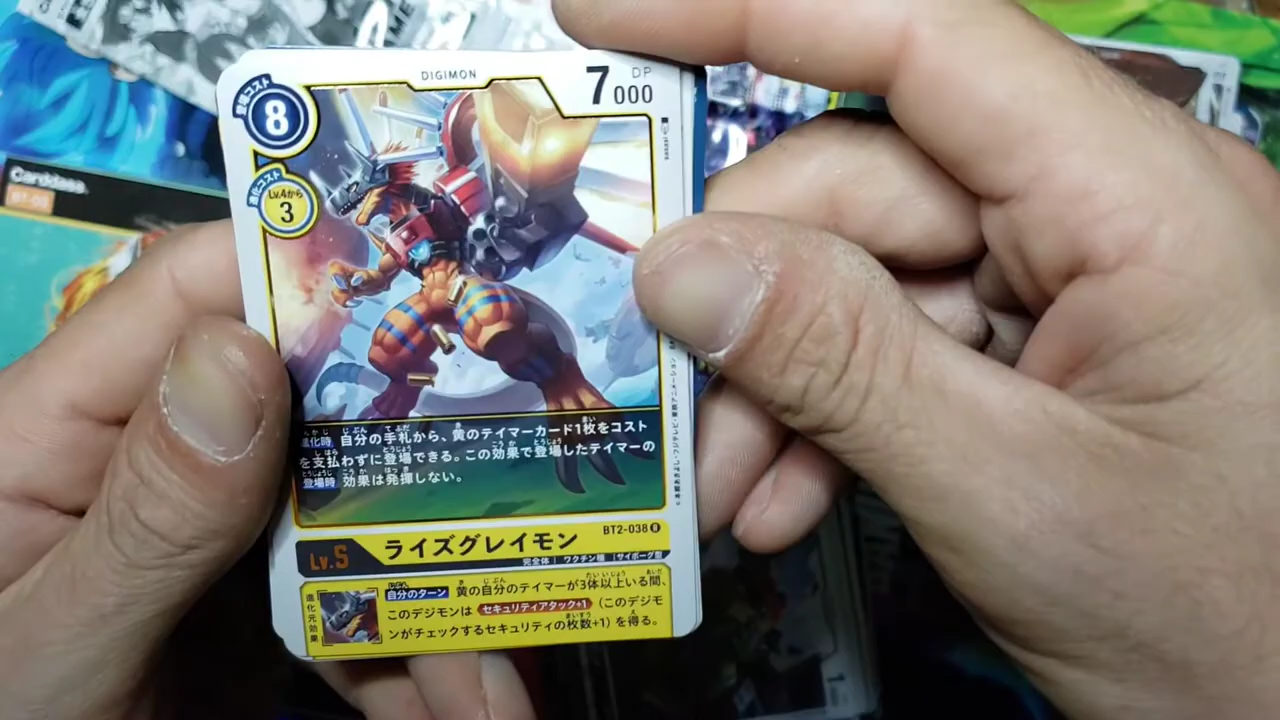 DIGIMON
7000
DP
登場コスト
8
進化コスト
Lv.4から
3
進化時 自分の手札から、黄のテイマーカード1枚をコスト
を支払わずに登場できる。この効果で登場したテイマーの
登場時 効果は発揮しない。
BT2-038 R
Lv.5
ライズグレイモン
完全体 | ワクチン種 | サイボーグ型
進化元効果
自分のターン 黄の自分のテイマーが3体以上いる間、
このデジモンは セキュリティアタック+1 (このデジモ
ンがチェックするセキュリティの枚数+1) を得る。
Carddass